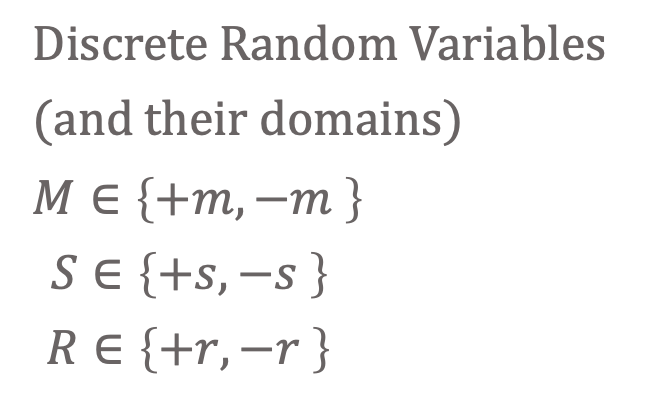 Discrete Random Variables
(and their domains)
M ∈ {+m, −m }
S ∈ {+s, −s }
R ∈ {+r, −r }